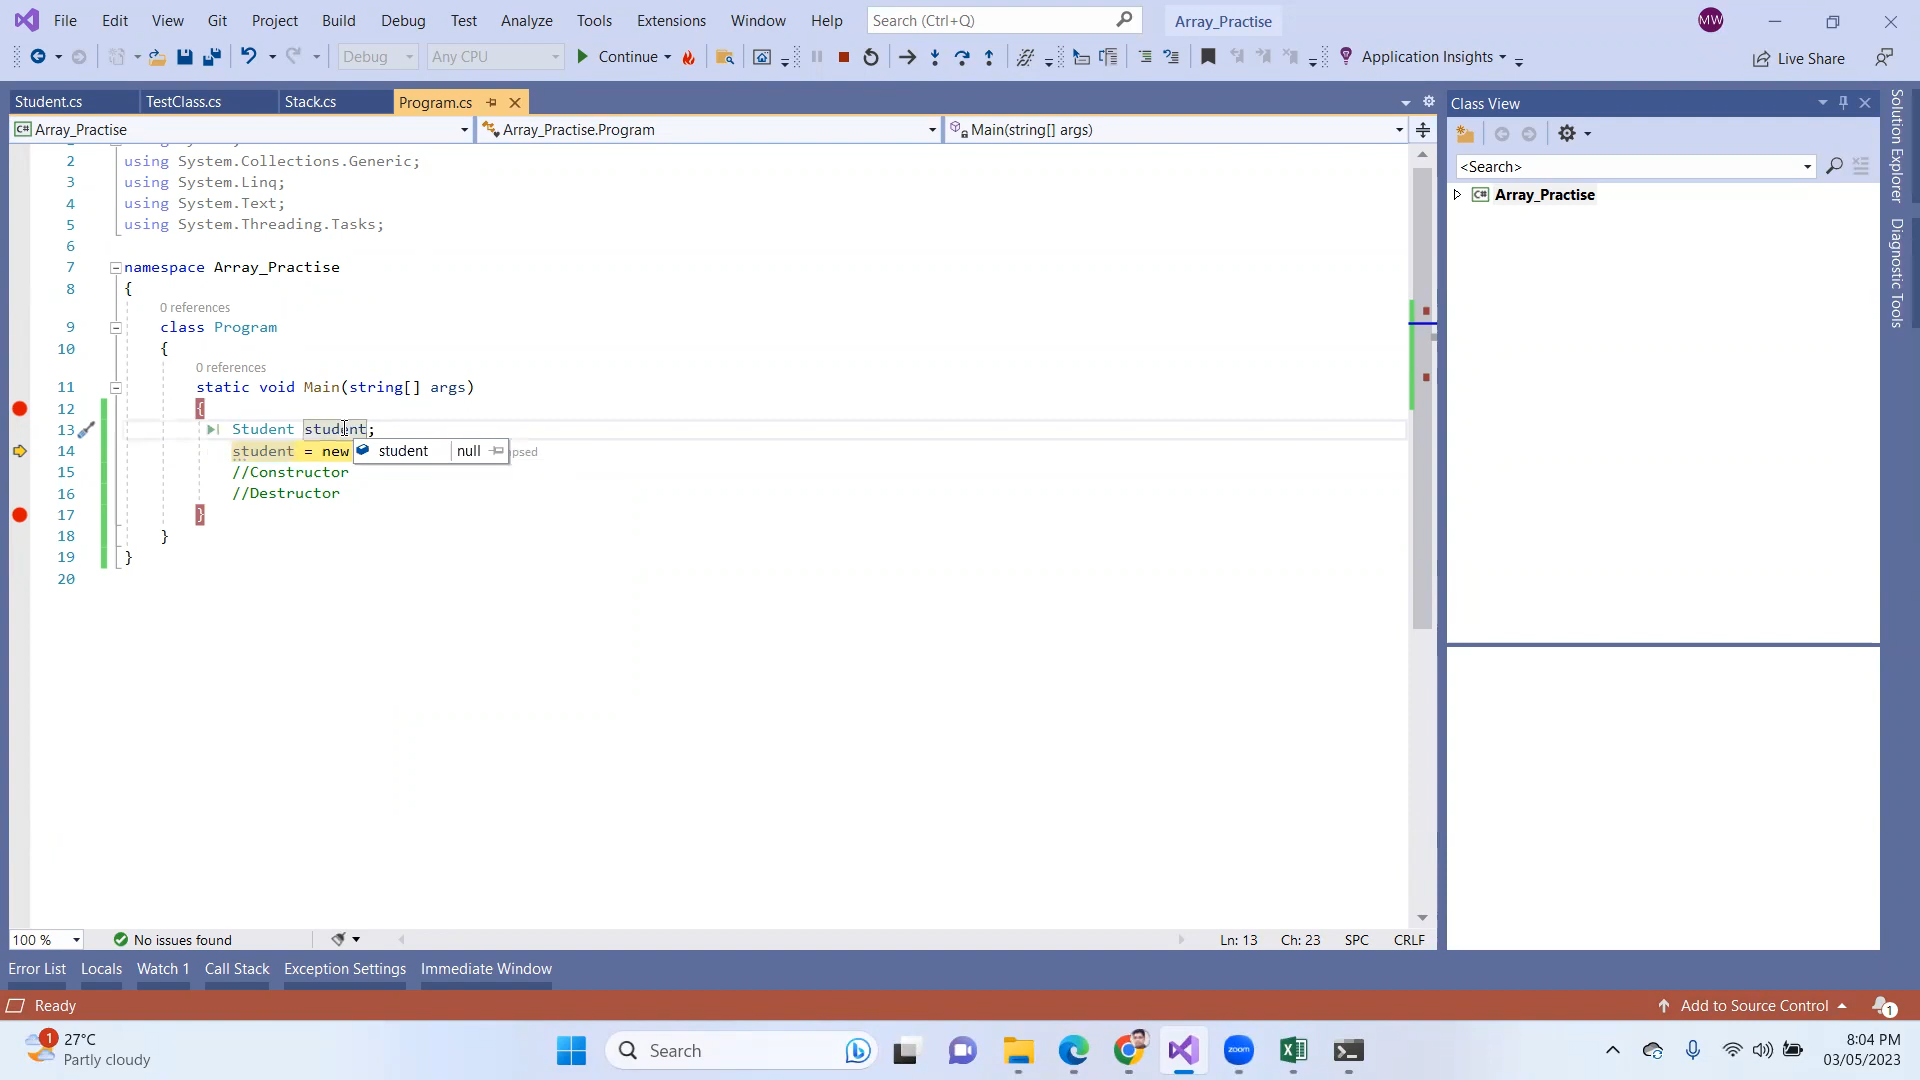 File Edit View Git Project Build Debug Test Analyze Tools Extensions Window Help Search (Ctrl+Q) Array_Practise MW
Debug Any CPU Continue Application Insights Live Share
Student.cs TestClass.cs Stack.cs Program.cs
Array_Practise Array_Practise.Program Main(string[] args)
2 using System.Collections.Generic;
3 using System.Linq;
4 using System.Text;
5 using System.Threading.Tasks;
6
7 namespace Array_Practise
8 {
0 references
9 class Program
10 {
0 references
11 static void Main(string[] args)
12 {
13 Student student;
14 student = new student null psed
15 //Constructor
16 //Destructor
17 }
18 }
19 }
20
100 % No issues found Ln: 13 Ch: 23 SPC CRLF
Class View
<Search>
Array_Practise
Solution Explorer
Diagnostic Tools
Error List Locals Watch 1 Call Stack Exception Settings Immediate Window
Ready Add to Source Control 1
1 27°C
Partly cloudy
Search
zoom
8:04 PM
03/05/2023